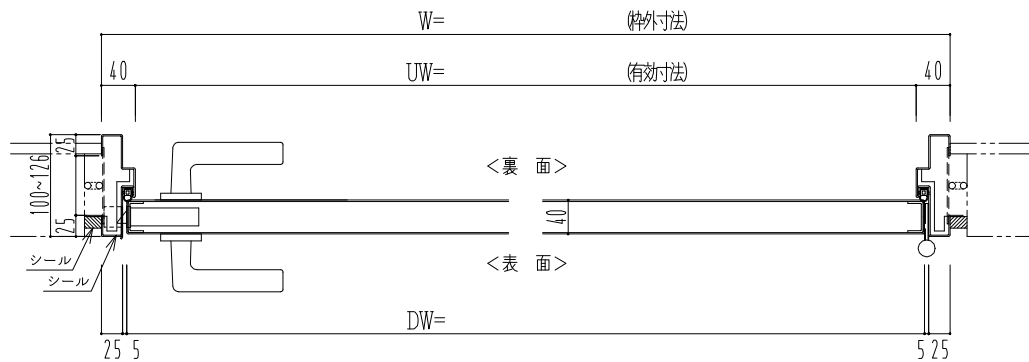 W= (枠外寸法)
40 UW= (有効寸法) 40
25
100~126
25
<裏 面>
40
<表 面>
シール
シール
DW=
25 5 5 25